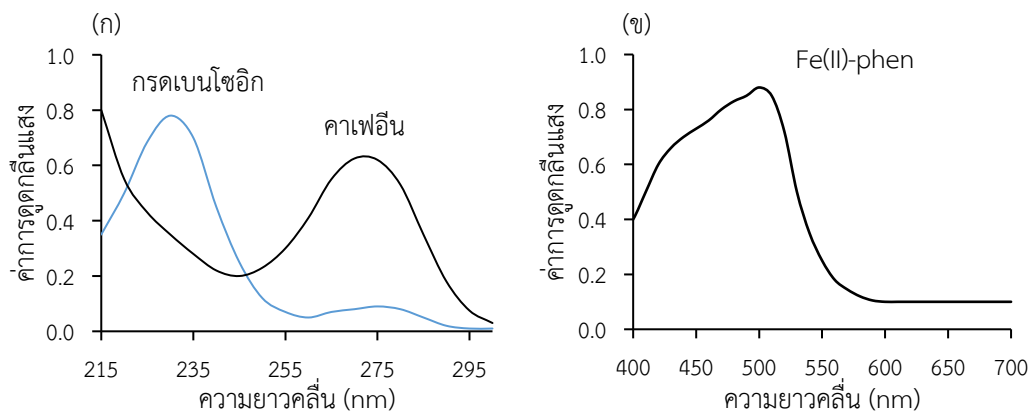 (ก)
กรดเบนโซอิก
คาเฟอีน
ค่าการดูดกลืนแสง
1.0
0.8
0.6
0.4
0.2
0.0
215 235 255 275 295
ความยาวคลื่น (nm)
(ข)
Fe(II)-phen
ค่าการดูดกลืนแสง
1.0
0.8
0.6
0.4
0.2
0.0
400 450 500 550 600 650 700
ความยาวคลื่น (nm)